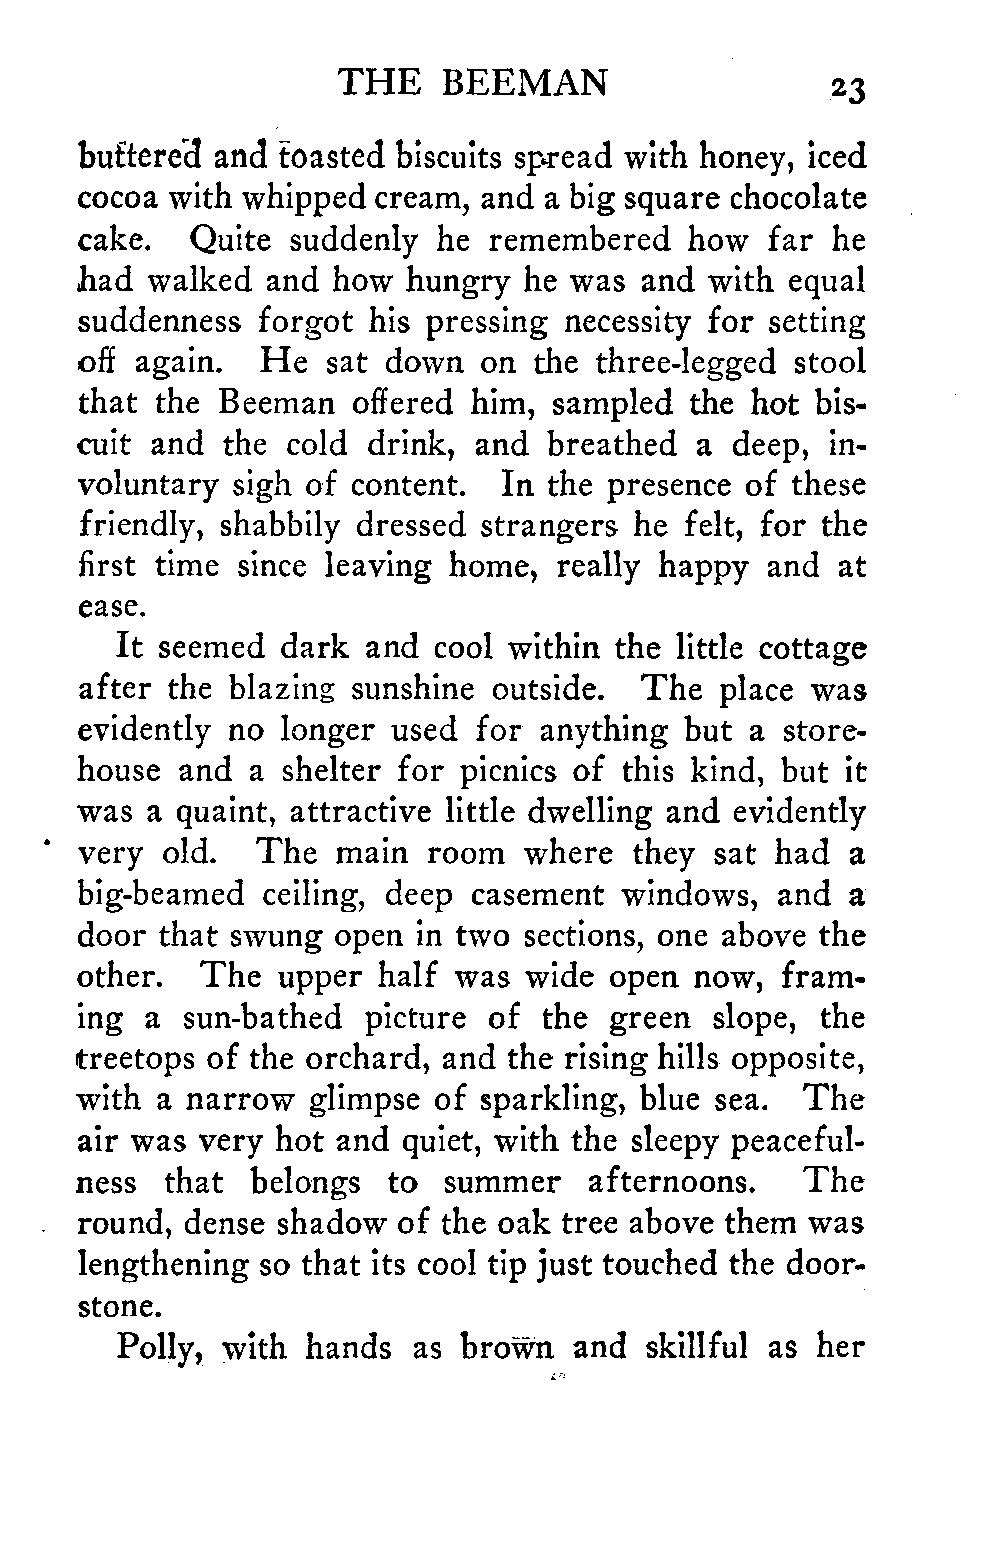 THE BEEMAN 23
buttered and toasted biscuits spread with honey, iced
cocoa with whipped cream, and a big square chocolate
cake. Quite suddenly he remembered how far he
had walked and how hungry he was and with equal
suddenness forgot his pressing necessity for setting
off again. He sat down on the three-legged stool
that the Beeman offered him, sampled the hot bis-
cuit and the cold drink, and breathed a deep, in-
voluntary sigh of content. In the presence of these
friendly, shabbily dressed strangers he felt, for the
first time since leaving home, really happy and at
ease.
It seemed dark and cool within the little cottage
after the blazing sunshine outside. The place was
evidently no longer used for anything but a store-
house and a shelter for picnics of this kind, but it
was a quaint, attractive little dwelling and evidently
very old. The main room where they sat had a
big-beamed ceiling, deep casement windows, and a
door that swung open in two sections, one above the
other. The upper half was wide open now, fram-
ing a sun-bathed picture of the green slope, the
treetops of the orchard, and the rising hills opposite,
with a narrow glimpse of sparkling, blue sea. The
air was very hot and quiet, with the sleepy peaceful-
ness that belongs to summer afternoons. The
round, dense shadow of the oak tree above them was
lengthening so that its cool tip just touched the door-
stone.
Polly, with hands as brown and skillful as her